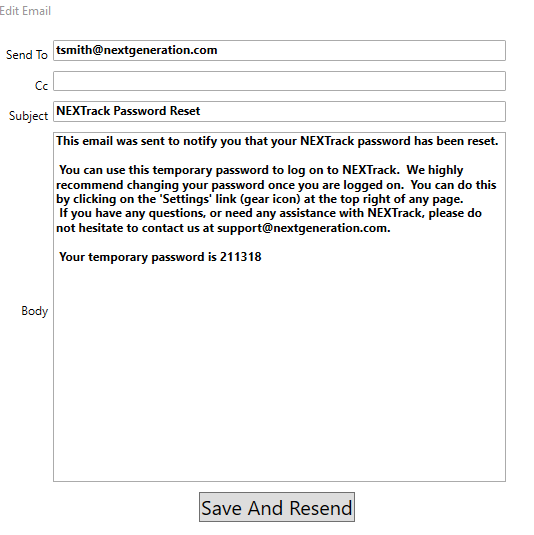 Edit Email
Send To tsmith@nextgeneration.com
Cc
Subject NEXTrack Password Reset
This email was sent to notify you that your NEXTrack password has been reset.
You can use this temporary password to log on to NEXTrack.  We highly
recommend changing your password once you are logged on.  You can do this
by clicking on the 'Settings' link (gear icon) at the top right of any page.
If you have any questions, or need any assistance with NEXTrack, please do
not hesitate to contact us at support@nextgeneration.com.
Your temporary password is 211318
Body
Save And Resend